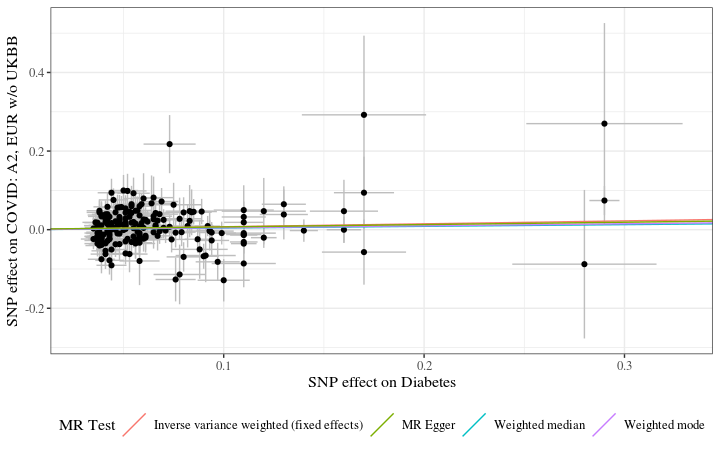 SNP effect on COVID: A2, EUR w/o UKBB
0.4
0.2
0.0
-0.2
0.1
0.2
0.3
SNP effect on Diabetes
MR Test
Inverse variance weighted (fixed effects)
MR Egger
Weighted median
Weighted mode